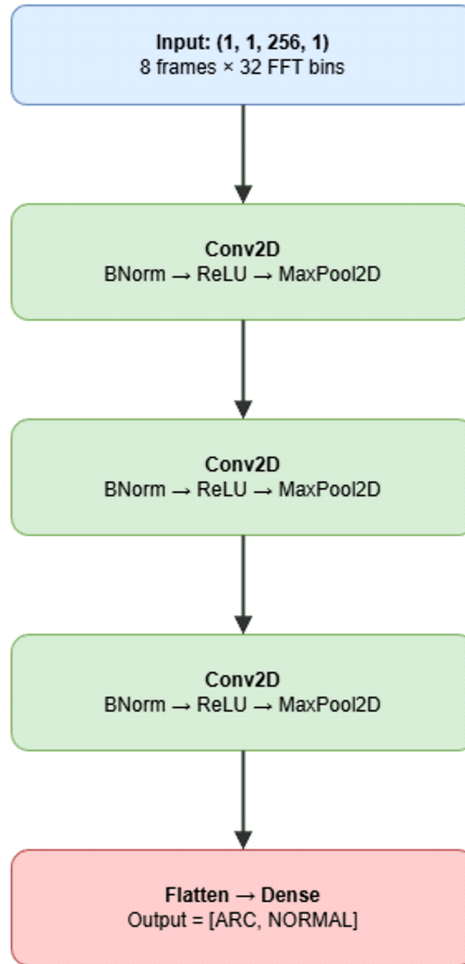 Input: (1, 1, 256, 1)
8 frames × 32 FFT bins
Conv2D
BNorm → ReLU → MaxPool2D
Conv2D
BNorm → ReLU → MaxPool2D
Conv2D
BNorm → ReLU → MaxPool2D
Flatten → Dense
Output = [ARC, NORMAL]